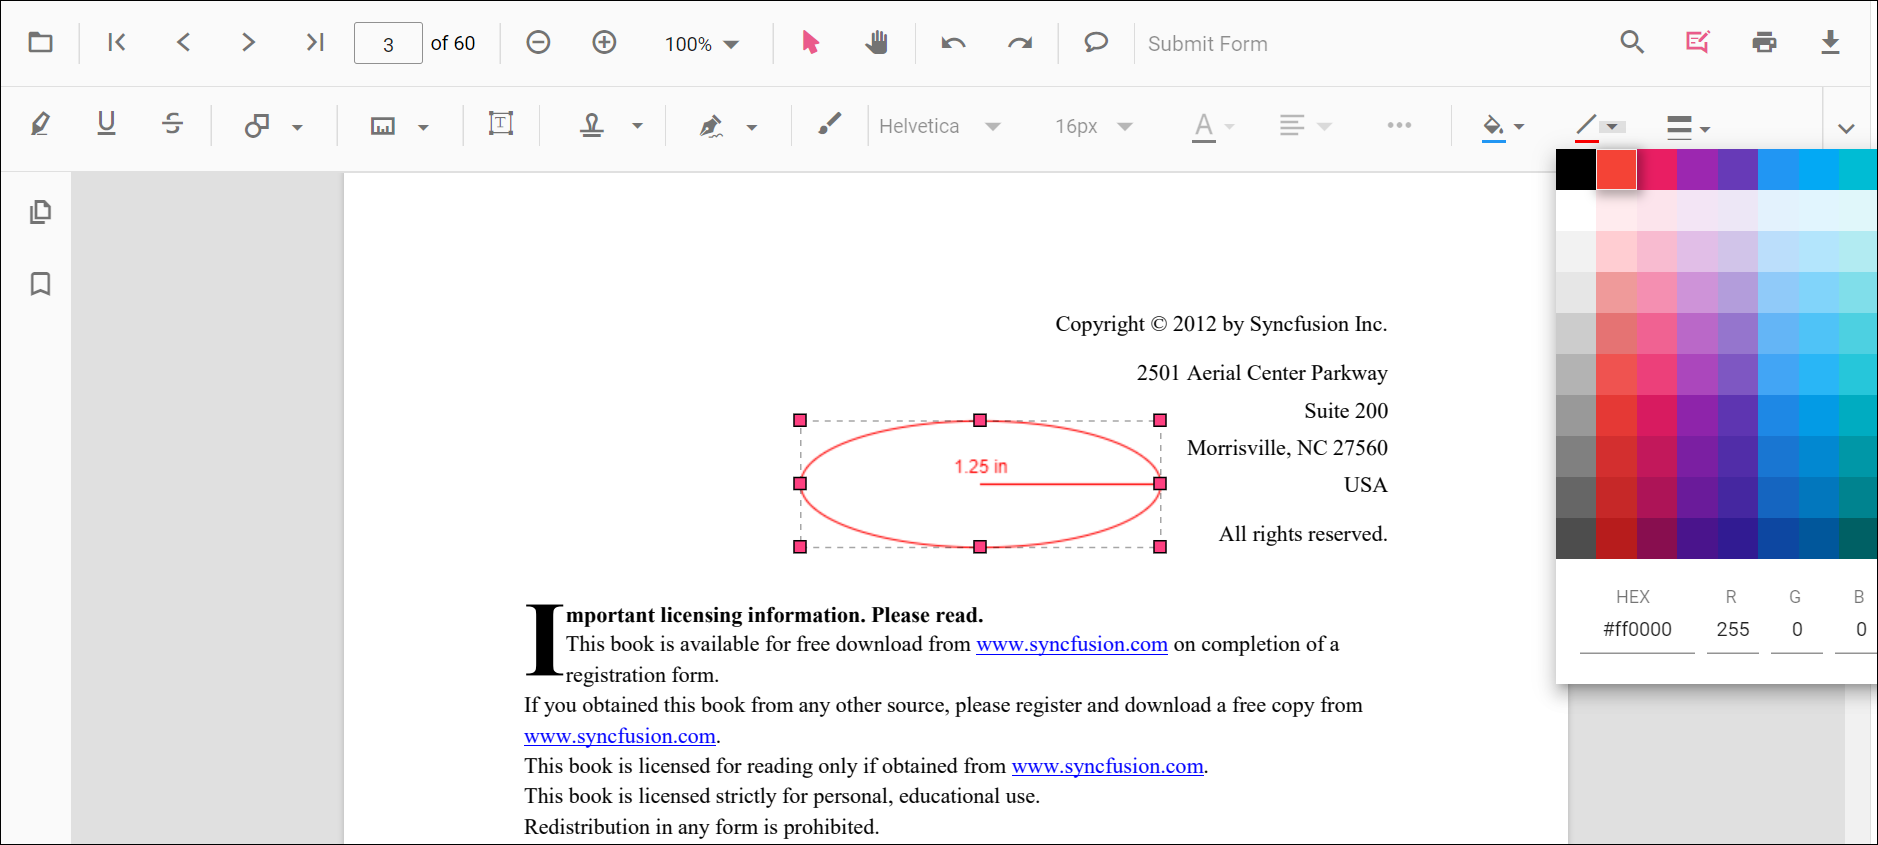 3 of 60 100% Submit Form
U S T Helvetica 16px A
Copyright © 2012 by Syncfusion Inc.
2501 Aerial Center Parkway
Suite 200
Morrisville, NC 27560
1.25 in
USA
All rights reserved.
Important licensing information. Please read.
This book is available for free download from www.syncfusion.com on completion of a
registration form.
If you obtained this book from any other source, please register and download a free copy from
www.syncfusion.com.
This book is licensed for reading only if obtained from www.syncfusion.com.
This book is licensed strictly for personal, educational use.
Redistribution in any form is prohibited.
HEX R G B
#ff0000 255 0 0